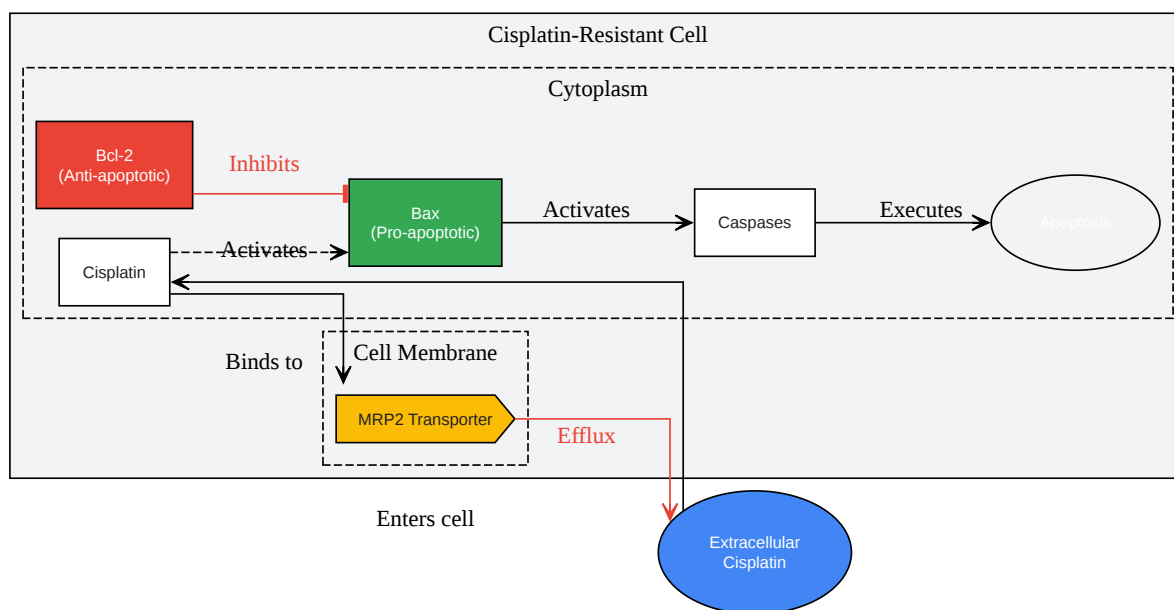 Cisplatin-Resistant Cell
Cytoplasm
Bcl-2
(Anti-apoptotic)
Inhibits
Bax
(Pro-apoptotic)
Activates
Caspases
Executes
Apoptosis
Cisplatin
Activates
Binds to
Cell Membrane
MRP2 Transporter
Efflux
Enters cell
Extracellular
Cisplatin